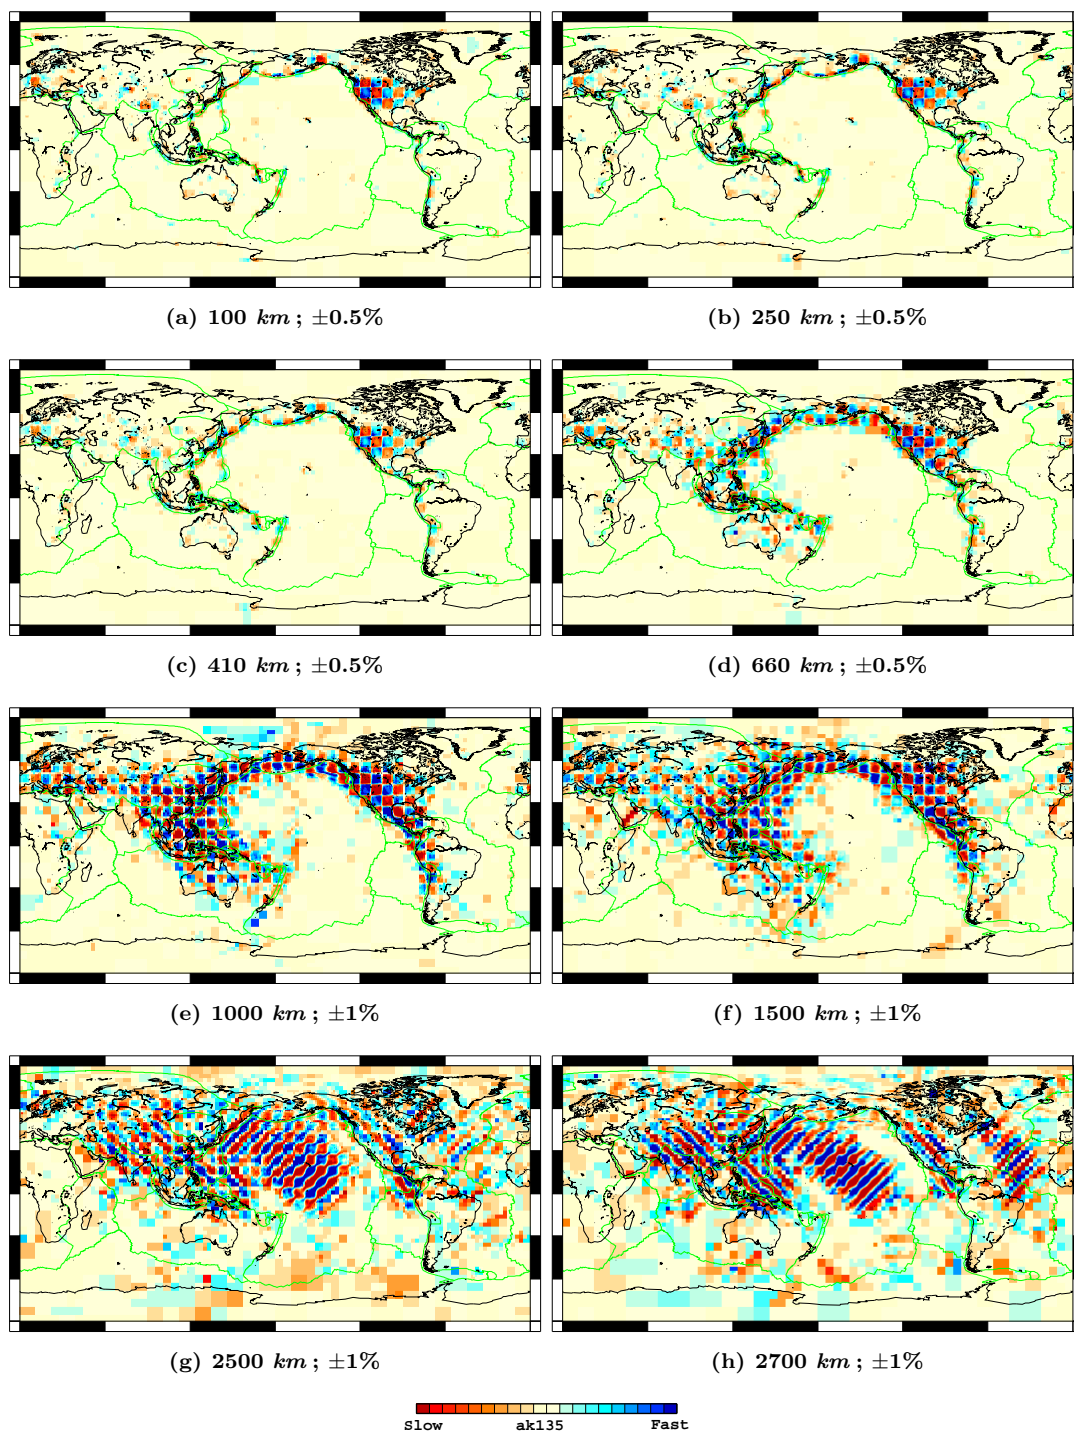 (a) 100 km; ±0.5%
(b) 250 km; ±0.5%
(c) 410 km; ±0.5%
(d) 660 km; ±0.5%
(e) 1000 km; ±1%
(f) 1500 km; ±1%
(g) 2500 km; ±1%
(h) 2700 km; ±1%
Slow ak135 Fast